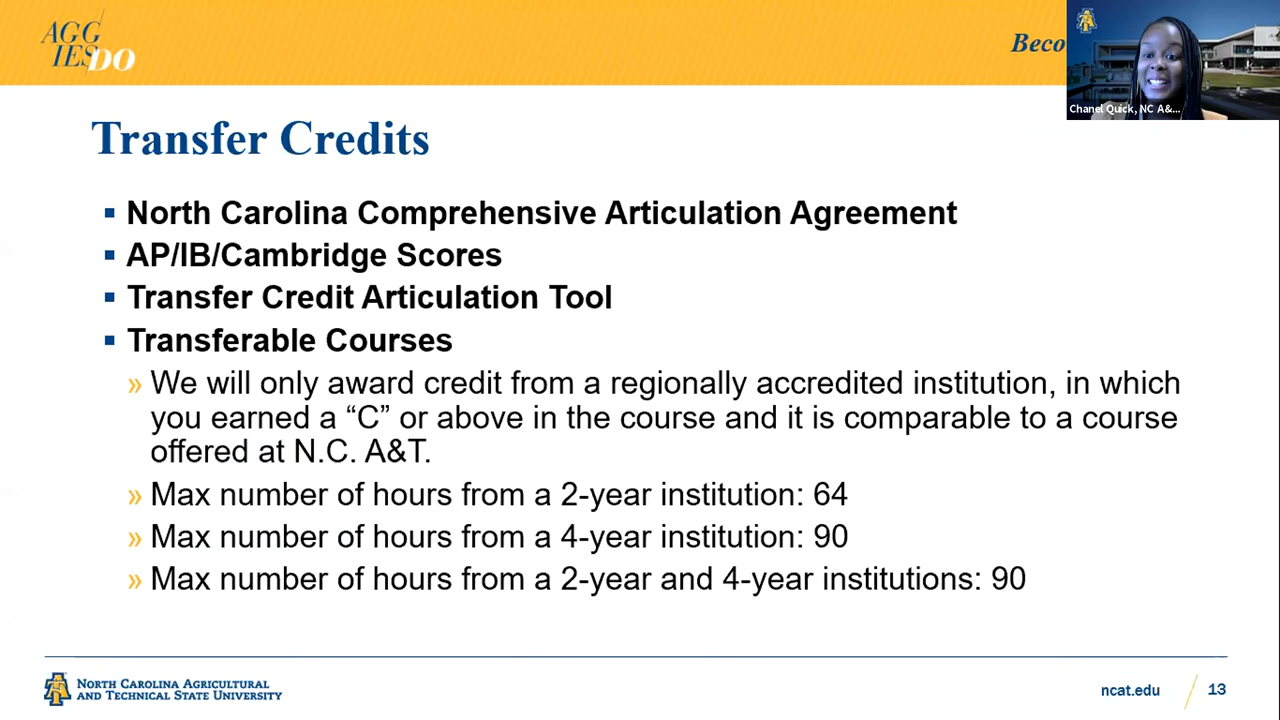 AGG
IESDO
Beco
Chanel Quick, NC A&...
Transfer Credits
▪ North Carolina Comprehensive Articulation Agreement
▪ AP/IB/Cambridge Scores
▪ Transfer Credit Articulation Tool
▪ Transferable Courses
» We will only award credit from a regionally accredited institution, in which
you earned a “C” or above in the course and it is comparable to a course
offered at N.C. A&T.
» Max number of hours from a 2-year institution: 64
» Max number of hours from a 4-year institution: 90
» Max number of hours from a 2-year and 4-year institutions: 90
North Carolina Agricultural
and Technical State University
ncat.edu / 13